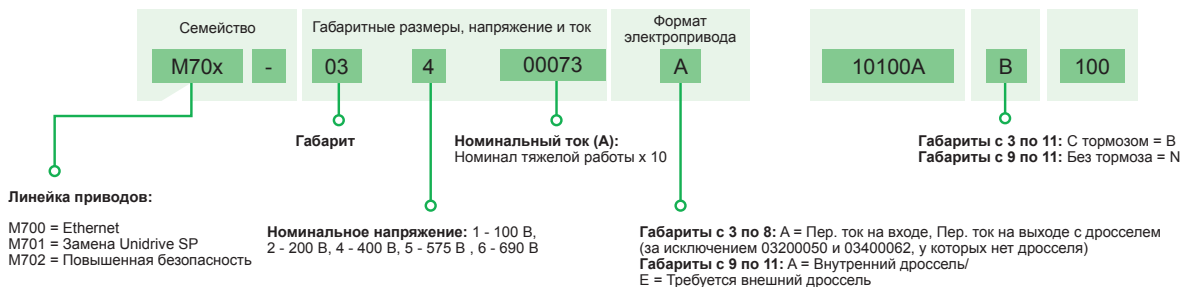 Семейство
Габаритные размеры, напряжение и ток
Формат
электропривода
M70x - 03 4 00073 A 10100A B 100
Габарит
Номинальный ток (A):
Номинал тяжелой работы x 10
Габариты с 3 по 11: С тормозом = B
Габариты с 9 по 11: Без тормоза = N
Линейка приводов:
M700 = Ethernet
M701 = Замена Unidrive SP
M702 = Повышенная безопасность
Номинальное напряжение: 1 - 100 В,
2 - 200 В, 4 - 400 В, 5 - 575 В , 6 - 690 В
Габариты с 3 по 8: A = Пер. ток на входе, Пер. ток на выходе с дросселем
(за исключением 03200050 и 03400062, у которых нет дросселя)
Габариты с 9 по 11: A = Внутренний дроссель/
E = Требуется внешний дроссель